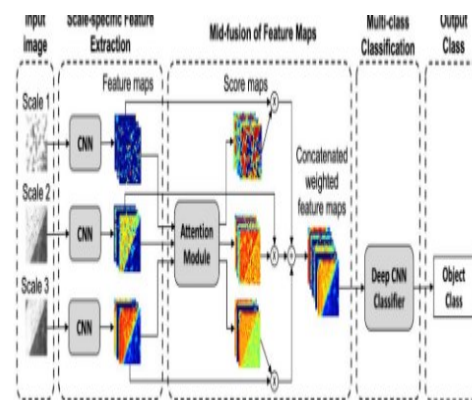 Input
image
Scale-specific Feature
Extraction
Mid-fusion of Feature Maps
Multi-class
Classification
Output
Class
Feature maps
Score maps
Scale 1
CNN
Scale 2
CNN
Scale 3
CNN
Attention
Module
X
X
X
Concatenated
weighted
feature maps
Deep CNN
Classifier
Object
Class